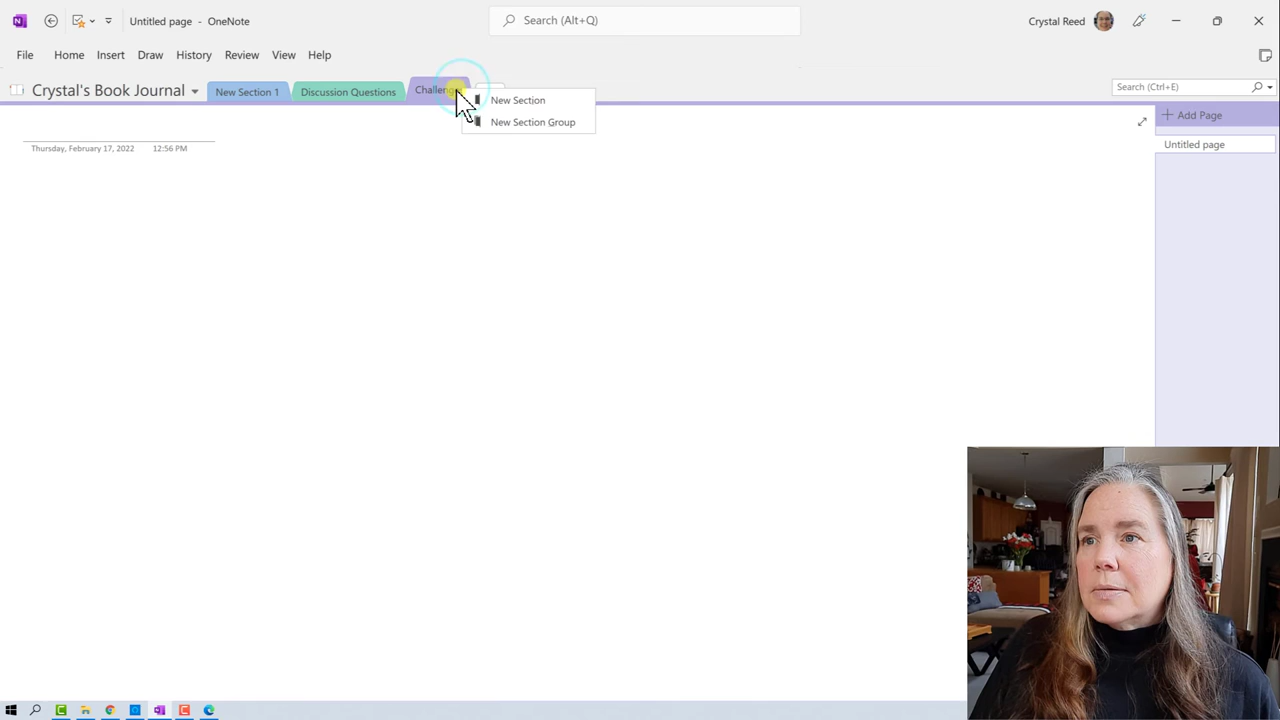 Untitled page - OneNote
Search (Alt+Q)
Crystal Reed
File Home Insert Draw View History Review View Help
Crystal's Book Journal
New Section 1
Discussion Questions
New Section
New Section Group
Search (Ctrl+E)
Add Page
Untitled page
Thursday, February 17, 2022 12:56 PM